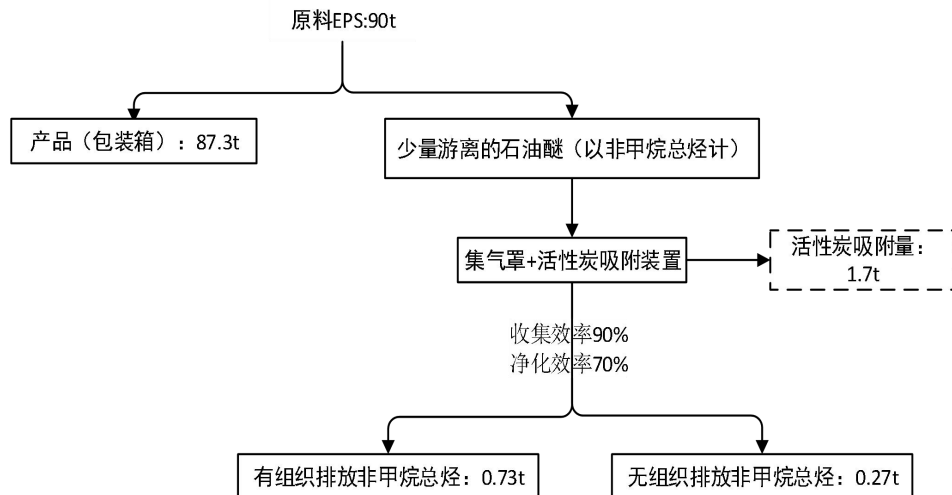 原料EPS:90t
产品（包装箱）：87.3t
少量游离的石油醚（以非甲烷总烃计）
集气罩+活性炭吸附装置
活性炭吸附量：
1.7t
收集效率90%
净化效率70%
有组织排放非甲烷总烃：0.73t
无组织排放非甲烷总烃：0.27t